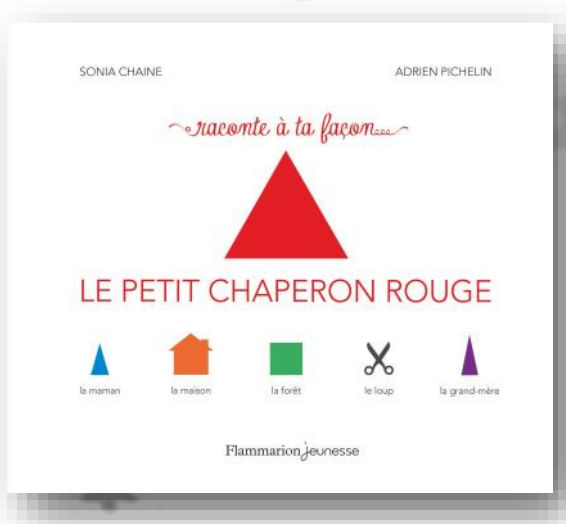 SONIA CHAINE ADRIEN PICHELIN
raconte à ta façon...
LE PETIT CHAPERON ROUGE
la maman la maison la forêt le loup la grand-mère
Flammarion jeunesse